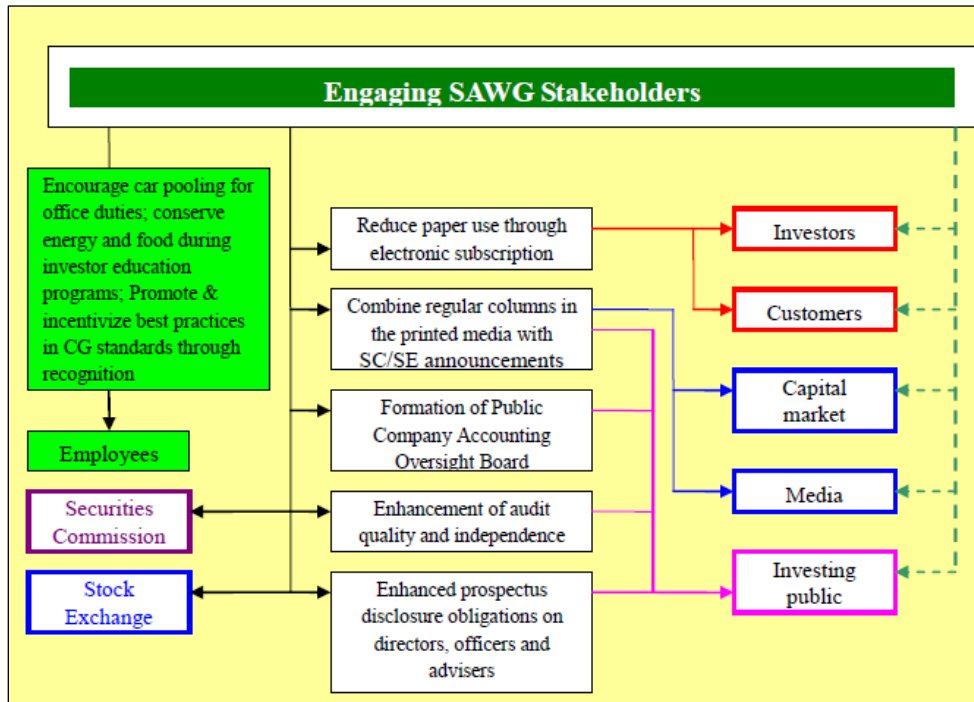 Engaging SAWG Stakeholders
Encourage car pooling for
office duties; conserve
energy and food during
investor education
programs; Promote &
incentivize best practices
in CG standards through
recognition
Employees
Securities
Commission
Stock
Exchange
Reduce paper use through
electronic subscription
Combine regular columns in
the printed media with
SC/SE announcements
Formation of Public
Company Accounting
Oversight Board
Enhancement of audit
quality and independence
Enhanced prospectus
disclosure obligations on
directors, officers and
advisers
Investors
Customers
Capital
market
Media
Investing
public